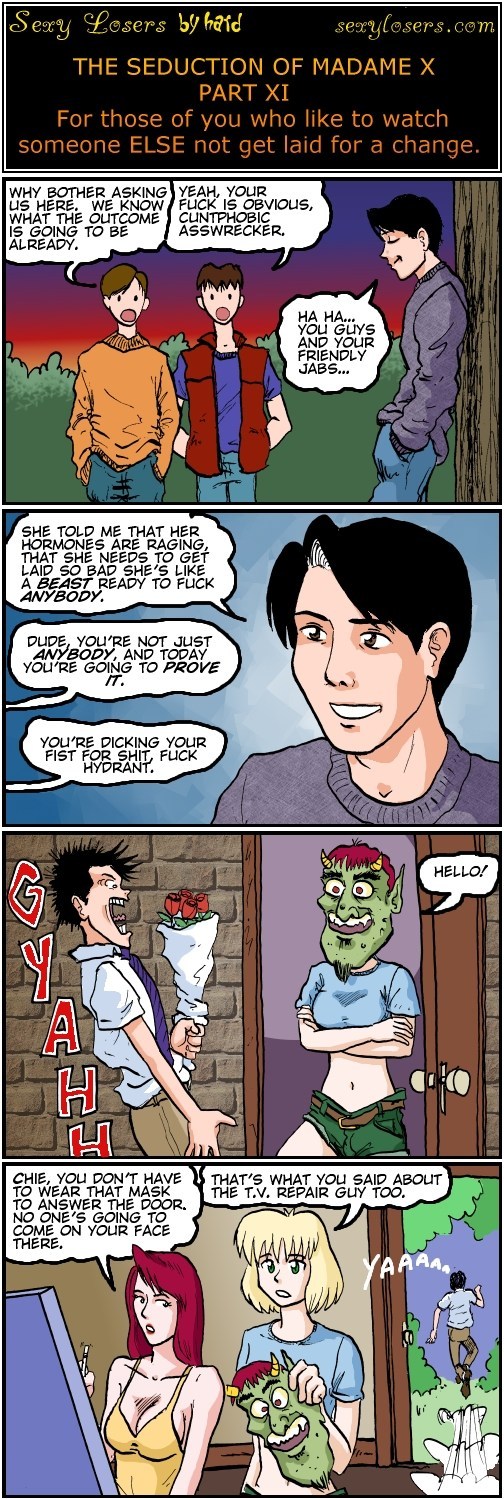 Sexy Losers by hard
sexylosers.com
THE SEDUCTION OF MADAME X
PART XI
For those of you who like to watch
someone ELSE not get laid for a change.
WHY BOTHER ASKING
US HERE. WE KNOW
WHAT THE OUTCOME
IS GOING TO BE
ALREADY.
YEAH, YOUR
FUCK IS OBVIOUS,
CUNTPHOBIC
ASSWRECKER.
HA HA...
YOU GUYS
AND YOUR
FRIENDLY
JABS...
SHE TOLD ME THAT HER
HORMONES ARE RAGING,
THAT SHE NEEDS TO GET
LAID SO BAD SHE'S LIKE
A BEAST READY TO FUCK
ANYBODY.
DUDE, YOU'RE NOT JUST
ANYBODY, AND TODAY
YOU'RE GOING TO PROVE
IT.
YOU'RE DICKING YOUR
FIST FOR SHIT, FUCK
HYDRANT.
GYAHH
HELLO!
CHIE, YOU DON'T HAVE
TO WEAR THAT MASK
TO ANSWER THE DOOR.
NO ONE'S GOING TO
COME ON YOUR FACE
THERE.
THAT'S WHAT YOU SAID ABOUT
THE T.V. REPAIR GUY TOO.
YAAAAA